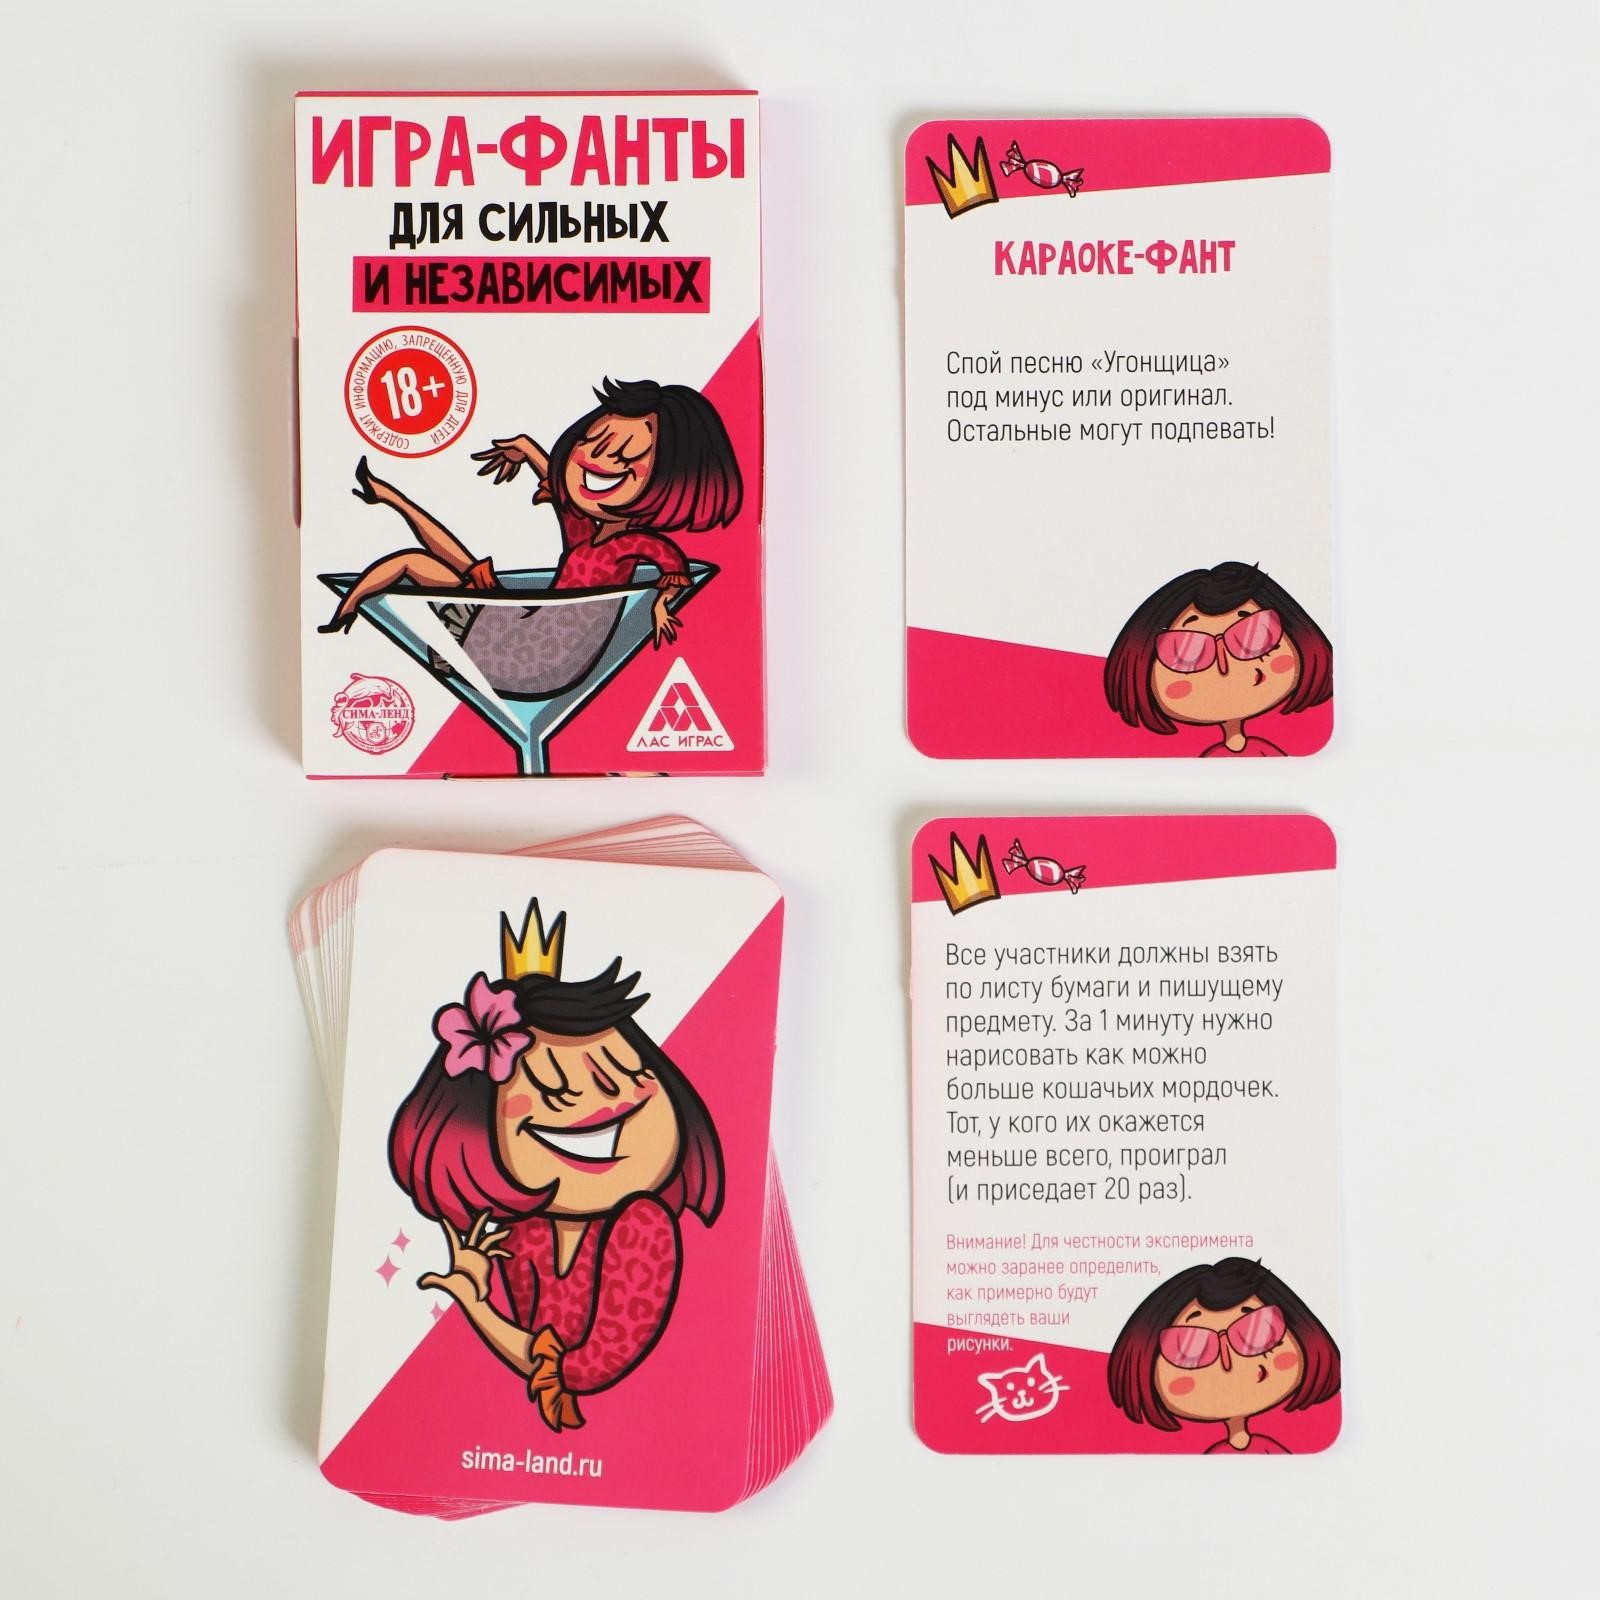 ИГРА-ФАНТЫ
ДЛЯ СИЛЬНЫХ
И НЕЗАВИСИМЫХ
СОДЕРЖИТ ИНФОРМАЦИЮ, ЗАПРЕЩЕННУЮ ДЛЯ ДЕТЕЙ
18+
СИМА-ЛЕНД
ЛАС ИГРАС
КАРАОКЕ-ФАНТ
Спой песню «Угонщица»
под минус или оригинал.
Остальные могут подпевать!
sima-land.ru
Все участники должны взять
по листу бумаги и пишущему
предмету. За 1 минуту нужно
нарисовать как можно
больше кошачьих мордочек.
Тот, у кого их окажется
меньше всего, проиграл
(и приседает 20 раз).
Внимание! Для честности эксперимента
можно заранее определить,
как примерно будут
выглядеть ваши
рисунки.